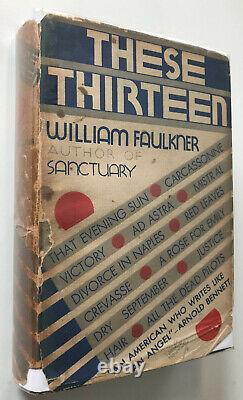 THESE
THIRTEEN
WILLIAM FAULKNER
AUTHOR OF
SANCTUARY
THAT EVENING SUN • CARCASSONNE
VICTORY • AD ASTRA • MISTRAL
DIVORCE IN NAPLES • RED LEAVES
CREVASSE • A ROSE FOR EMILY
DRY SEPTEMBER • JUSTICE
HAIR • ALL THE DEAD PILOTS
AN AMERICAN WHO WRITES LIKE
AN ANGEL"-ARNOLD BENNETT
© wanna.com